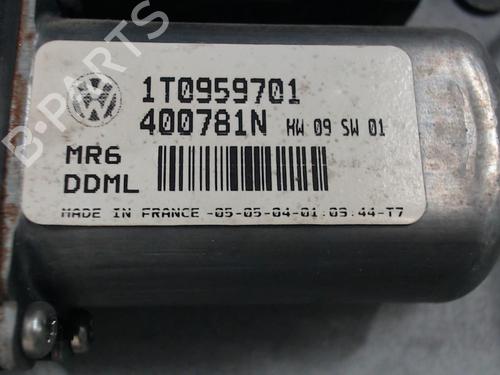 1T0959701
400781N HW 09 SW 01
MR6
DDML
MADE IN FRANCE -05-05-04-01.09.44-T7
B-PARTS